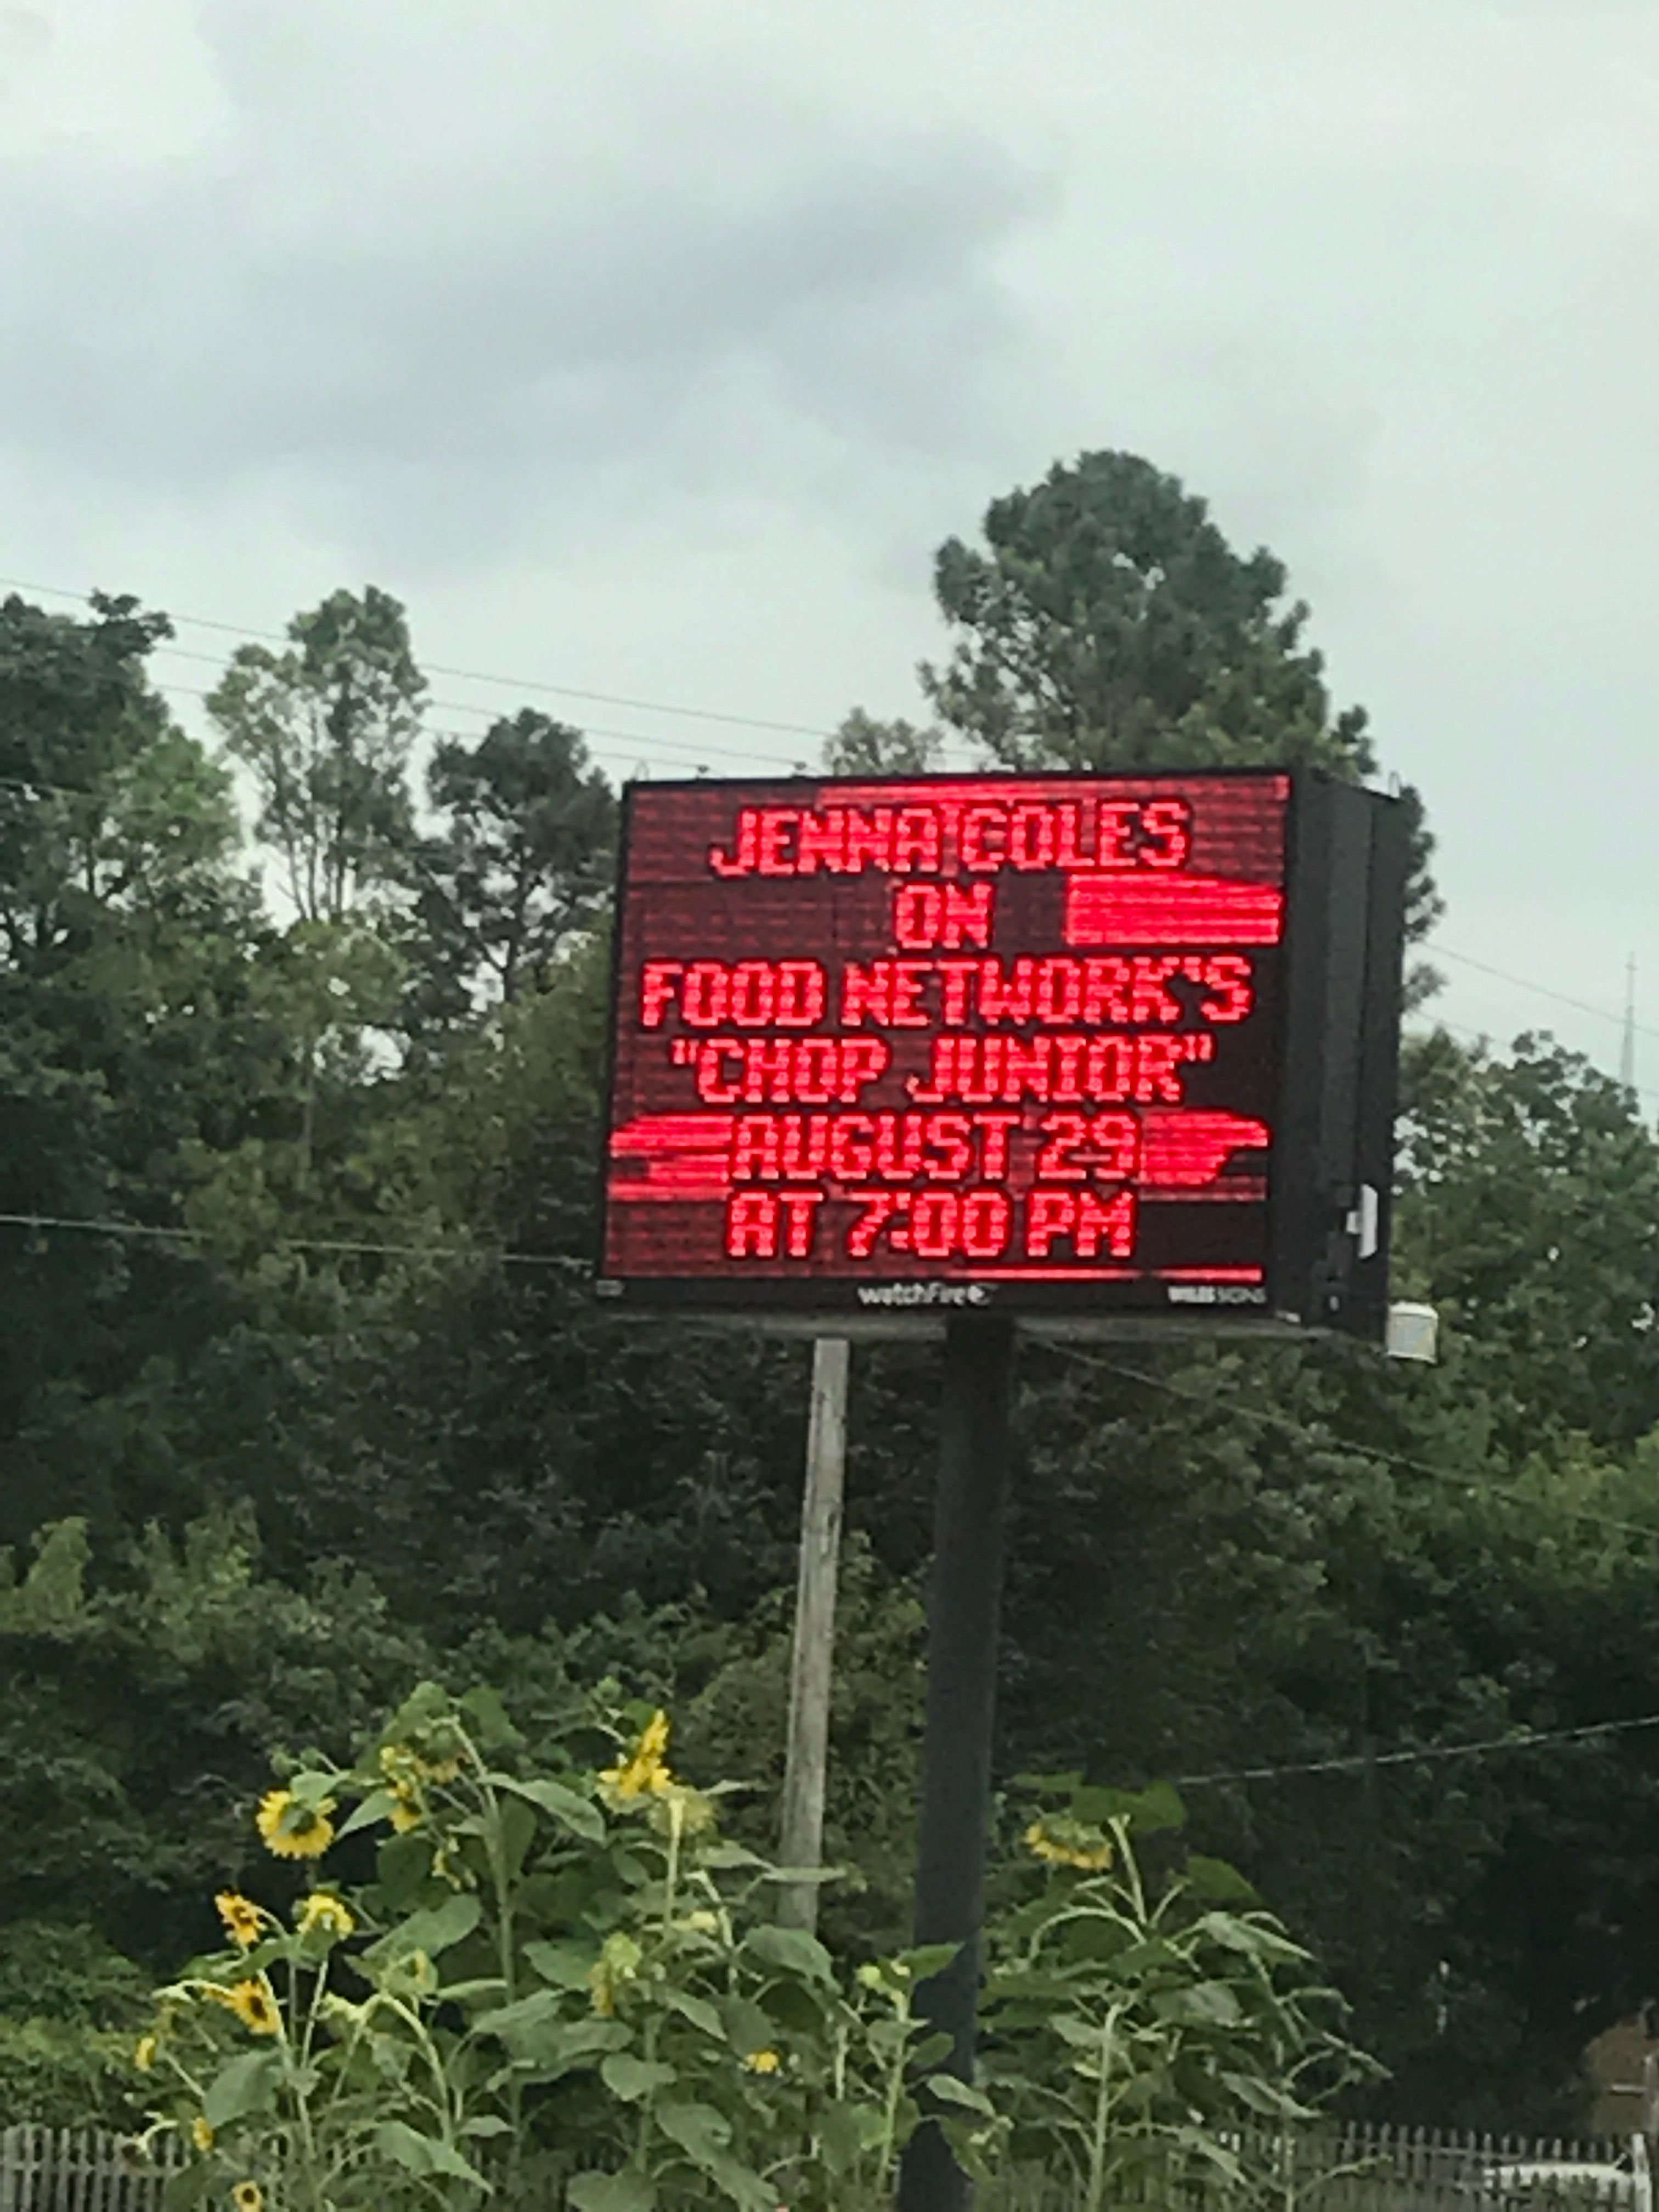 JENNA COLES
ON
FOOD NETWORK'S
"CHOP JUNIOR"
AUGUST 29
AT 7:00 PM
watchFire